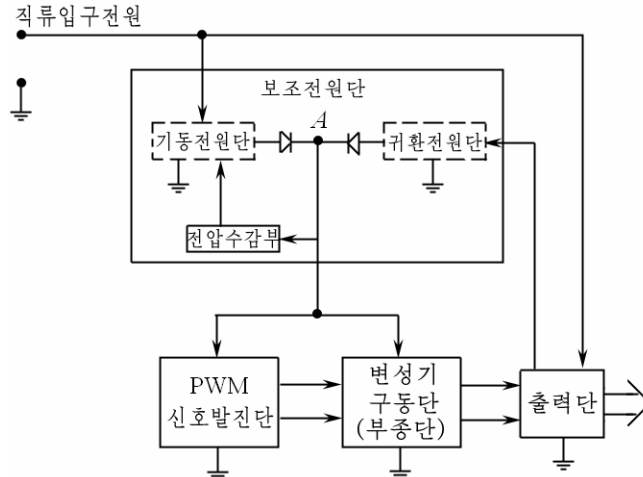 직류입구전원
보조전원단
A
기동전원단
귀환전원단
전압수감부
PWM
신호발진단
변성기
구동단
(부종단)
출력단